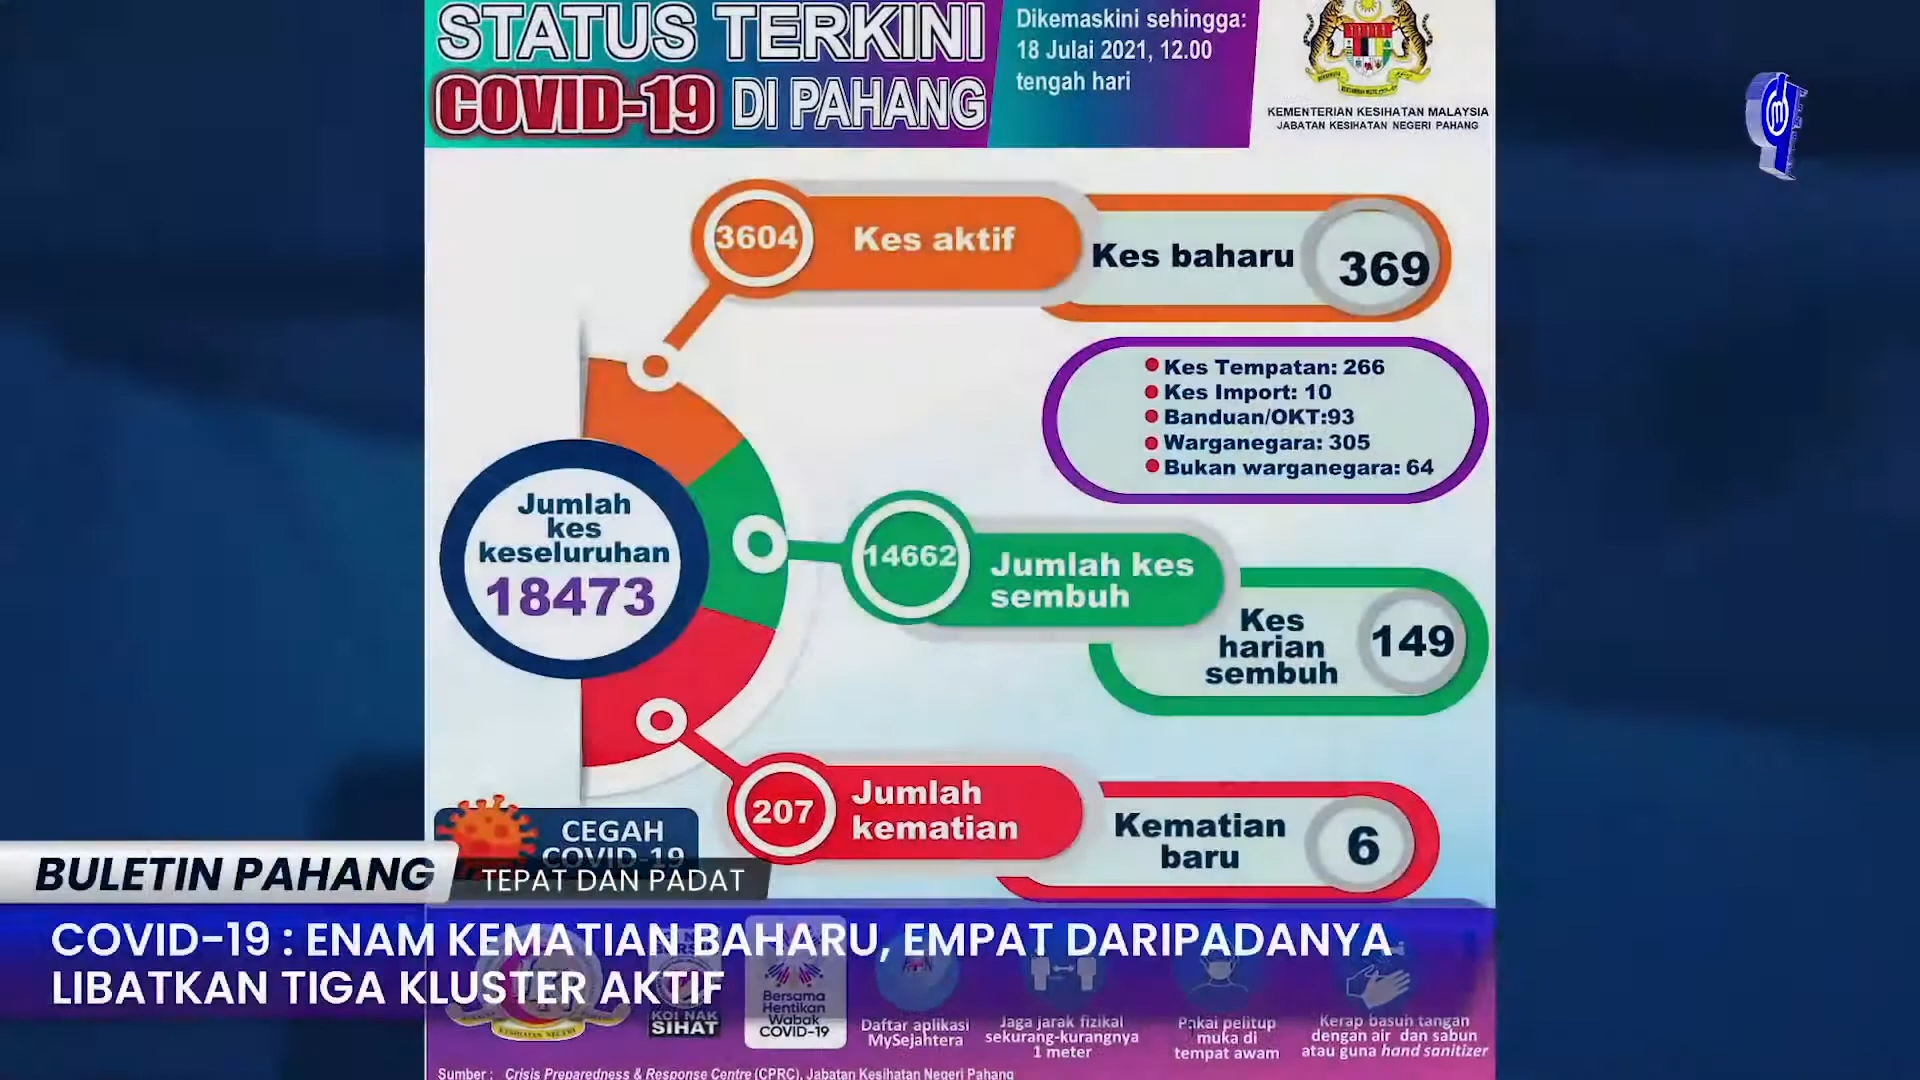 STATUS TERKINI
COVID-19 DI PAHANG
Dikemaskini sehingga:
18 Julai 2021, 12.00
tengah hari
KEMENTERIAN KESIHATAN MALAYSIA
JABATAN KESIHATAN NEGERI PAHANG
3604
Kes aktif
Kes baharu
369
Kes Tempatan: 266
Kes Import: 10
Banduan/OKT:93
Warganegara: 305
Bukan warganegara: 64
Jumlah
kes
keseluruhan
18473
14662
Jumlah kes
sembuh
Kes
harian
sembuh
149
207
Jumlah
kematian
Kematian
baru
6
CEGAH
COVID-19
BULETIN PAHANG
TEPAT DAN PADAT
COVID-19 : ENAM KEMATIAN BAHARU, EMPAT DARIPADANYA
LIBATKAN TIGA KLUSTER AKTIF
KOI NAK
SIHAT
Bersama
Hentikan
Wabak
COVID-19
Daftar aplikasi
MySejahtera
Jaga jarak fizikal
sekurang-kurangnya
1 meter
Pakai pelitup
muka di
tempat awam
Kerap basuh tangan
dengan air dan sabun
atau guna hand sanitizer
Sumber : Crisis Preparedness & Response Centre (CPRC), Jabatan Kesihatan Negeri Pahang